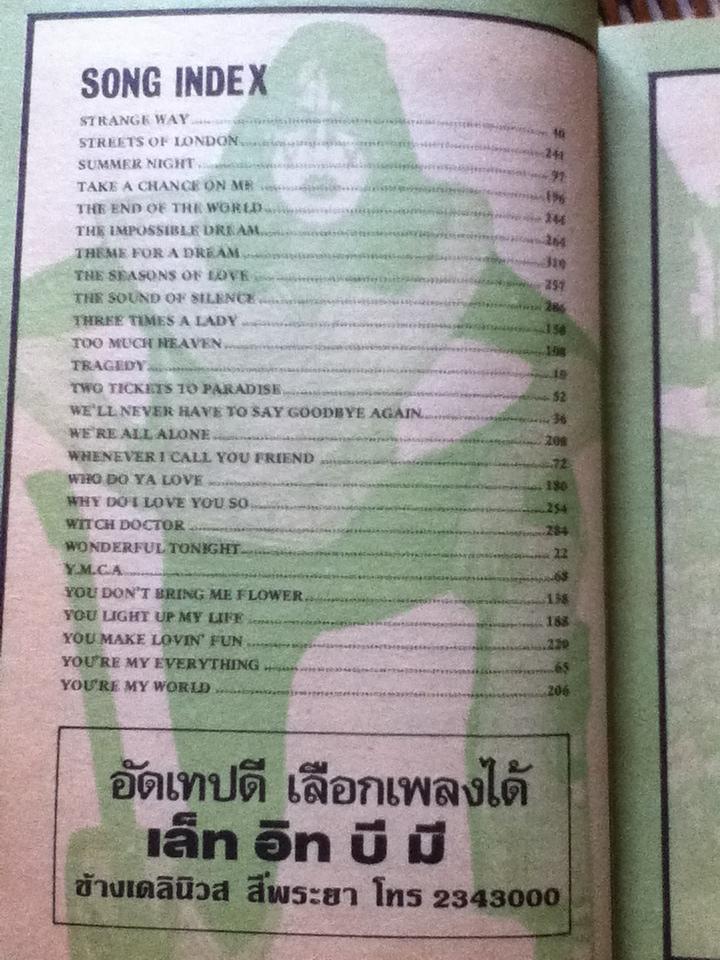 SONG INDEX
STRANGE WAY 40
STREETS OF LONDON 241
SUMMER NIGHT 97
TAKE A CHANCE ON ME 196
THE END OF THE WORLD 244
THE IMPOSSIBLE DREAM 264
THEME FOR A DREAM 310
THE SEASONS OF LOVE 257
THE SOUND OF SILENCE 286
THREE TIMES A LADY 158
TOO MUCH HEAVEN 108
TRAGEDY 10
TWO TICKETS TO PARADISE 52
WE'LL NEVER HAVE TO SAY GOODBYE AGAIN 36
WE'RE ALL ALONE 208
WHENEVER I CALL YOU FRIEND 72
WHO DO YA LOVE 180
WHY DO I LOVE YOU SO 254
WITCH DOCTOR 284
WONDERFUL TONIGHT 22
Y.M.C.A. 68
YOU DON'T BRING ME FLOWER 138
YOU LIGHT UP MY LIFE 188
YOU MAKE LOVIN' FUN 220
YOU'RE MY EVERYTHING 65
YOU'RE MY WORLD 206
อัดเทปดี เลือกเพลงได้
เล็ท อิท บี มี
ข้างเดลินิวส สี่พระยา โทร 2343000